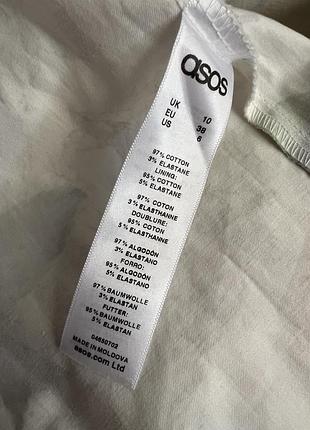 asos
UK 10
EU 38
US 6
97% COTTON
3% ELASTANE
LINING:
95% COTTON
5% ELASTANE
97% COTON
3% ELASTHANNE
DOUBLURE:
95% COTON
5% ELASTHANNE
97% ALGODÓN
3% ELASTANO
FORRO:
95% ALGODÓN
5% ELASTANO
97% BAUMWOLLE
3% ELASTAN
FUTTER:
95% BAUMWOLLE
5% ELASTAN
04650702
MADE IN MOLDOVA
asos.com Ltd